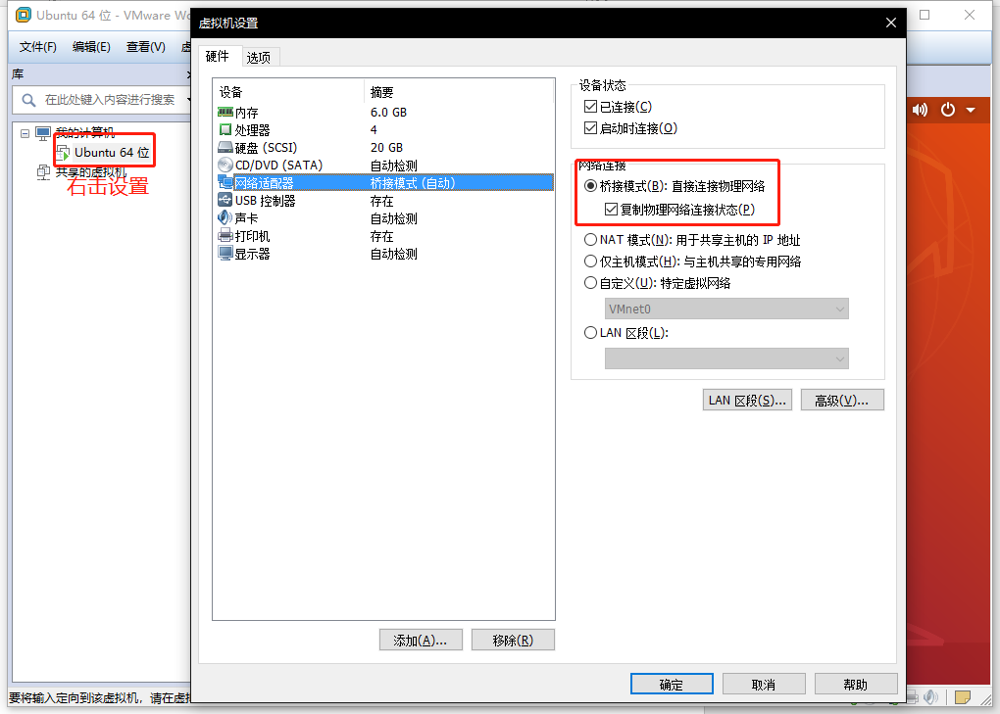 Ubuntu 64 位 - VMware Wo
文件(F) 编辑(E) 查看(V) 虚
库
在此处键入内容进行搜索
我的计算机
Ubuntu 64 位
共享的虚拟机
右击设置
要将输入定向到该虚拟机，请在虚拟
虚拟机设置
硬件 选项
设备 摘要
内存 6.0 GB
处理器 4
硬盘 (SCSI) 20 GB
CD/DVD (SATA) 自动检测
网络适配器 桥接模式 (自动)
USB 控制器 存在
声卡 自动检测
打印机 存在
显示器 自动检测
添加(A)... 移除(R)
设备状态
已连接(C)
启动时连接(O)
网络连接
桥接模式(B): 直接连接物理网络
复制物理网络连接状态(P)
NAT 模式(N): 用于共享主机的 IP 地址
仅主机模式(H): 与主机共享的专用网络
自定义(U): 特定虚拟网络
VMnet0
LAN 区段(L):
LAN 区段(S)... 高级(V)...
确定 取消 帮助